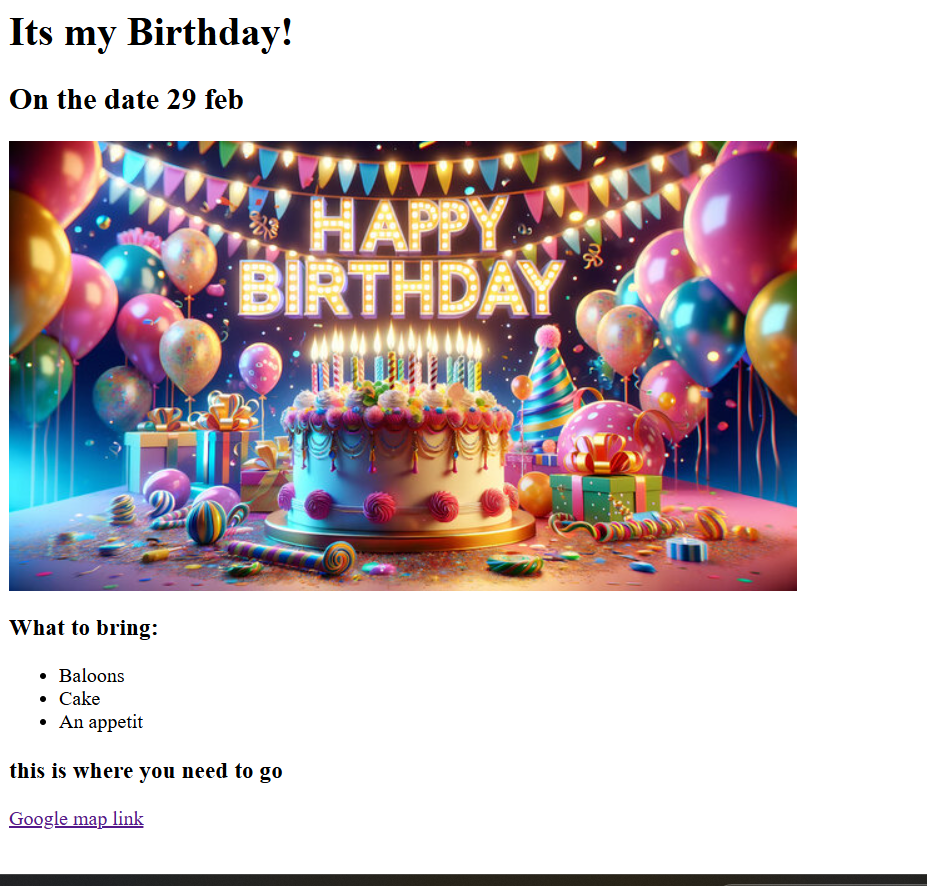 Its my Birthday!
On the date 29 feb
HAPPY
BIRTHDAY
What to bring:
Baloons
Cake
An appetit
this is where you need to go
Google map link